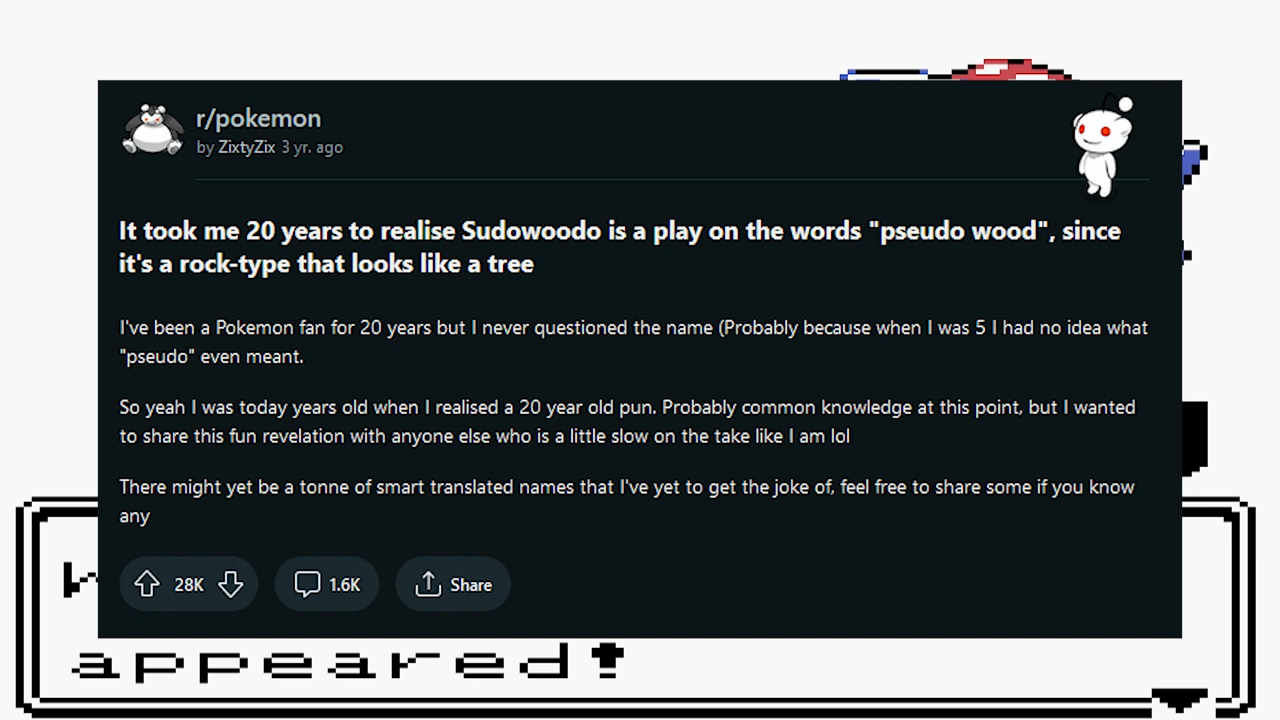 r/pokemon
by ZixtyZix 3 yr. ago
It took me 20 years to realise Sudowoodo is a play on the words "pseudo wood", since
it's a rock-type that looks like a tree
I've been a Pokemon fan for 20 years but I never questioned the name (Probably because when I was 5 I had no idea what
"pseudo" even meant.
So yeah I was today years old when I realised a 20 year old pun. Probably common knowledge at this point, but I wanted
to share this fun revelation with anyone else who is a little slow on the take like I am lol
There might yet be a tonne of smart translated names that I've yet to get the joke of, feel free to share some if you know
any
28K 1.6K Share
appeared!